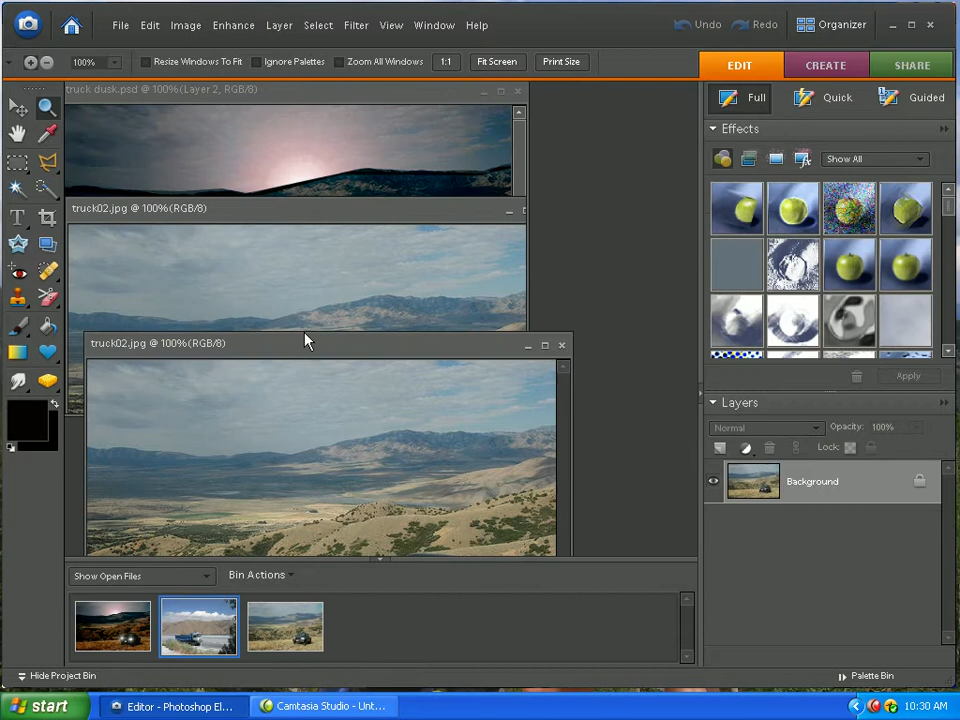 File Edit Image Enhance Layer Select Filter View Window Help Undo Redo Organizer
100% Resize Windows To Fit Ignore Palettes Zoom All Windows 1:1 Fit Screen Print Size EDIT CREATE SHARE
truck dusk.psd @ 100%(Layer 2, RGB/8)
Full Quick Guided
Effects
Show All
truck02.jpg @ 100%(RGB/8)
truck02.jpg @ 100%(RGB/8)
Apply
Layers
Normal Opacity: 100%
Lock:
Background
Show Open Files Bin Actions
Hide Project Bin Palette Bin
start Editor - Photoshop El... Camtasia Studio - Unt... 10:30 AM